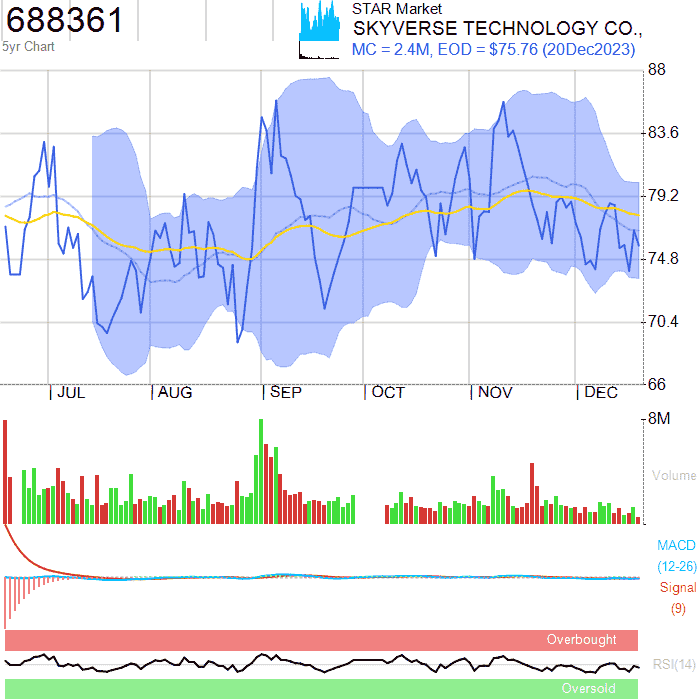 688361
5yr Chart
STAR Market
SKYVERSE TECHNOLOGY CO.,
MC = 2.4M, EOD = $75.76 (20Dec2023)
88
83.6
79.2
74.8
70.4
66
JUL AUG SEP OCT NOV DEC
8M
Volume
MACD
(12-26)
Signal
(9)
Overbought
RSI(14)
Oversold